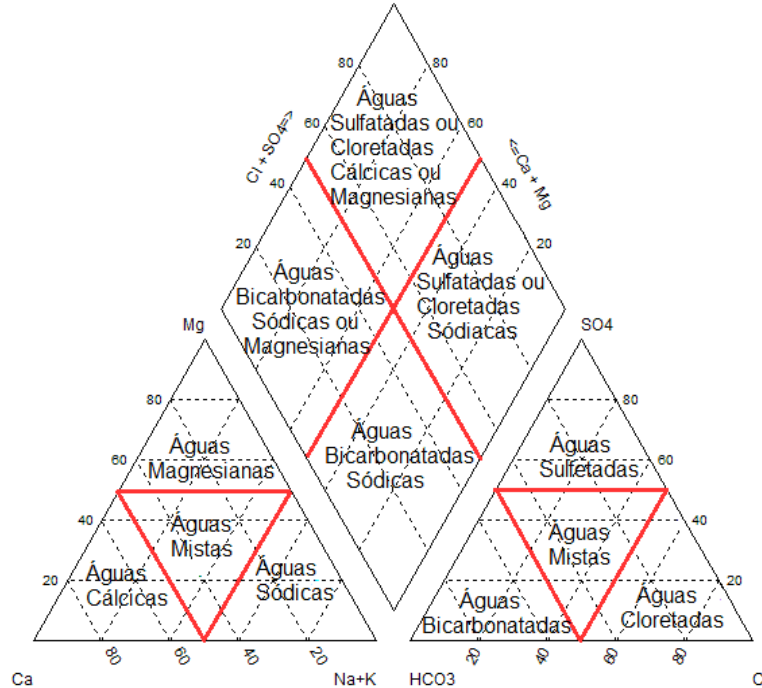 80
80
Águas
Sulfatadas ou
Cloretadas
Cálcicas ou
Magnesianas
60
60
Cl + SO4=>
<=Ca + Mg
40
40
20
20
Águas
Bicarbonatadas
Sódicas ou
Magnesianas
Águas
Sulfatadas ou
Cloretadas
Sódiacas
Mg
SO4
Águas
Bicarbonatadas
Sódicas
80
80
Águas
Magnesianas
Águas
Sulfetadas
60
60
Águas
Mistas
Águas
Mistas
40
40
Águas
Cálcicas
Águas
Sódicas
20
20
Águas
Bicarbonatadas
Águas
Cloretadas
80
60
40
20
20
40
60
80
Ca
Na+K
HCO3